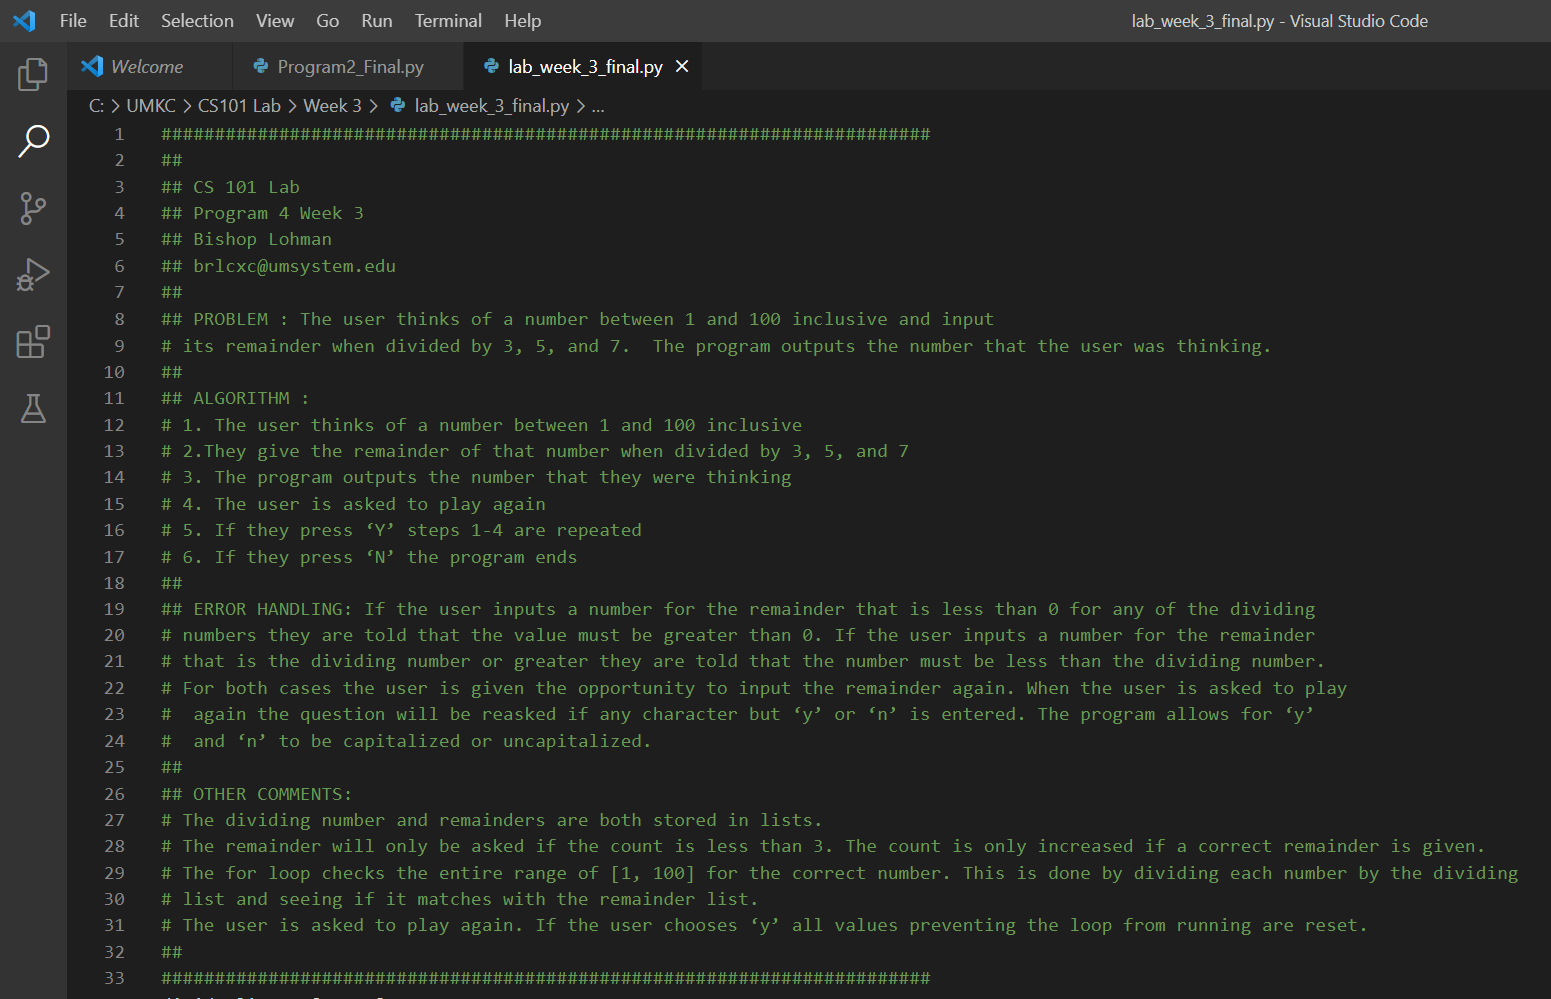 File Edit Selection View Go Run Terminal Help lab_week_3_final.py - Visual Studio Code
Welcome Program2_Final.py lab_week_3_final.py
C: > UMKC > CS101 Lab > Week 3 > lab_week_3_final.py > ...
1 ########################################################################
2 ##
3 ## CS 101 Lab
4 ## Program 4 Week 3
5 ## Bishop Lohman
6 ## brlcxc@umsystem.edu
7 ##
8 ## PROBLEM : The user thinks of a number between 1 and 100 inclusive and input
9 # its remainder when divided by 3, 5, and 7.  The program outputs the number that the user was thinking.
10 ##
11 ## ALGORITHM :
12 # 1. The user thinks of a number between 1 and 100 inclusive
13 # 2.They give the remainder of that number when divided by 3, 5, and 7
14 # 3. The program outputs the number that they were thinking
15 # 4. The user is asked to play again
16 # 5. If they press ‘Y’ steps 1-4 are repeated
17 # 6. If they press ‘N’ the program ends
18 ##
19 ## ERROR HANDLING: If the user inputs a number for the remainder that is less than 0 for any of the dividing
20 # numbers they are told that the value must be greater than 0. If the user inputs a number for the remainder
21 # that is the dividing number or greater they are told that the number must be less than the dividing number.
22 # For both cases the user is given the opportunity to input the remainder again. When the user is asked to play
23 #  again the question will be reasked if any character but ‘y’ or ‘n’ is entered. The program allows for ‘y’
24 #  and ‘n’ to be capitalized or uncapitalized.
25 ##
26 ## OTHER COMMENTS:
27 # The dividing number and remainders are both stored in lists.
28 # The remainder will only be asked if the count is less than 3. The count is only increased if a correct remainder is given.
29 # The for loop checks the entire range of [1, 100] for the correct number. This is done by dividing each number by the dividing
30 # list and seeing if it matches with the remainder list.
31 # The user is asked to play again. If the user chooses ‘y’ all values preventing the loop from running are reset.
32 ##
33 ########################################################################